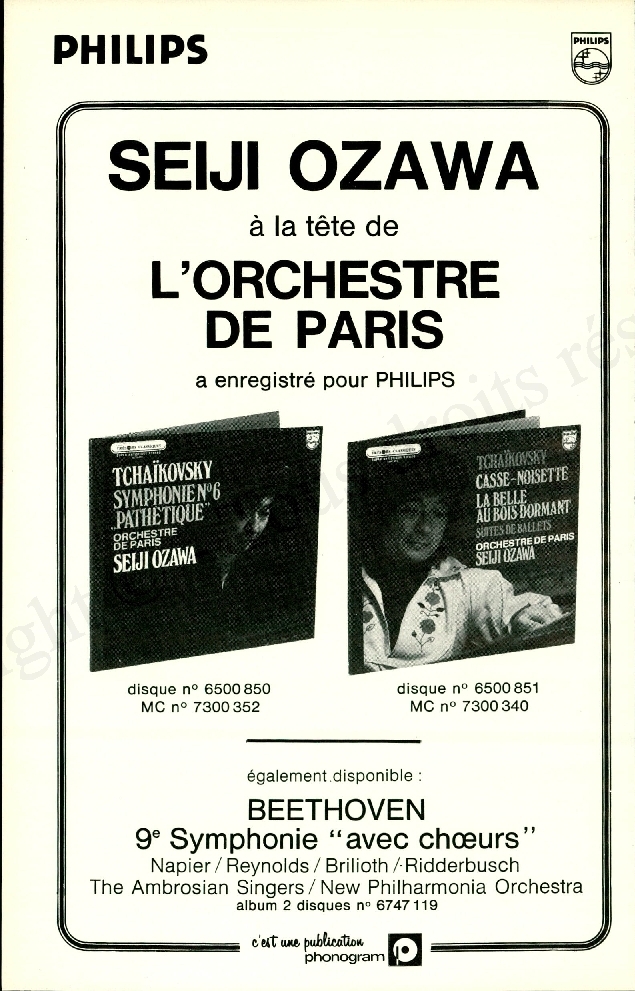 PHILIPS
PHILIPS
SEIJI OZAWA
à la tête de
L'ORCHESTRE
DE PARIS
a enregistré pour PHILIPS
TCHAÏKOVSKY
SYMPHONIE Nº6
„PATHETIQUE”
ORCHESTRE
DE PARIS
SEIJI OZAWA
TCHAÏKOVSKY
CASSE-NOISETTE
LA BELLE
AU BOIS DORMANT
SUITES DE BALLETS
ORCHESTRE DE PARIS
SEIJI OZAWA
disque nº 6500 850
MC nº 7300 352
disque nº 6500 851
MC nº 7300 340
également disponible :
BEETHOVEN
9e Symphonie “avec chœurs”
Napier / Reynolds / Brilioth / Ridderbusch
The Ambrosian Singers / New Philharmonia Orchestra
album 2 disques nº 6747 119
c'est une publication
phonogram
droits rés